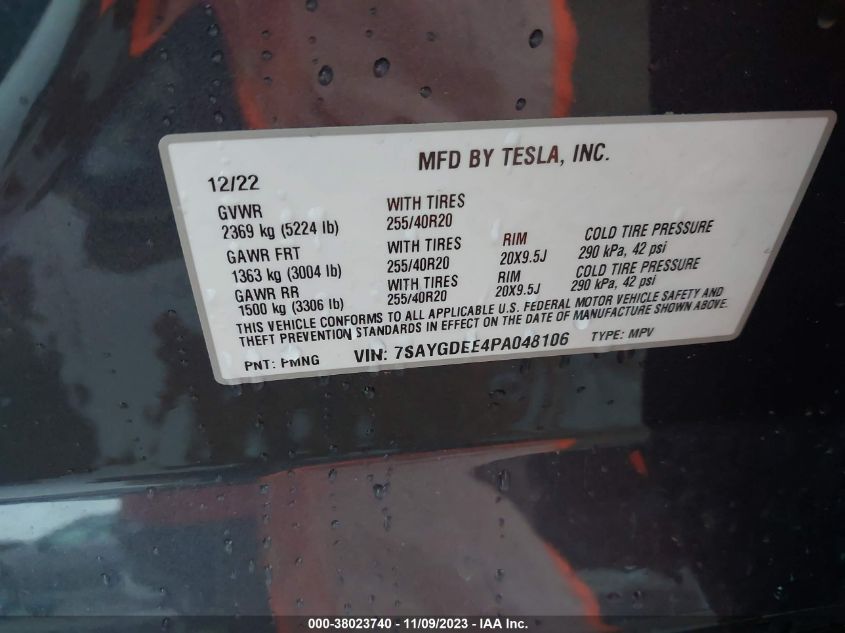 MFD BY TESLA, INC.
12/22
GVWR WITH TIRES
2369 kg (5224 lb) 255/40R20
GAWR FRT WITH TIRES RIM COLD TIRE PRESSURE
1363 kg (3004 lb) 255/40R20 20X9.5J 290 kPa, 42 psi
GAWR RR WITH TIRES RIM COLD TIRE PRESSURE
1500 kg (3306 lb) 255/40R20 20X9.5J 290 kPa, 42 psi
THIS VEHICLE CONFORMS TO ALL APPLICABLE U.S. FEDERAL MOTOR VEHICLE SAFETY AND
THEFT PREVENTION STANDARDS IN EFFECT ON THE DATE OF MANUFACTURE SHOWN ABOVE.
PNT: PMNG VIN: 7SAYGDEE4PA048106 TYPE: MPV
000-38023740 - 11/09/2023 - IAA Inc.